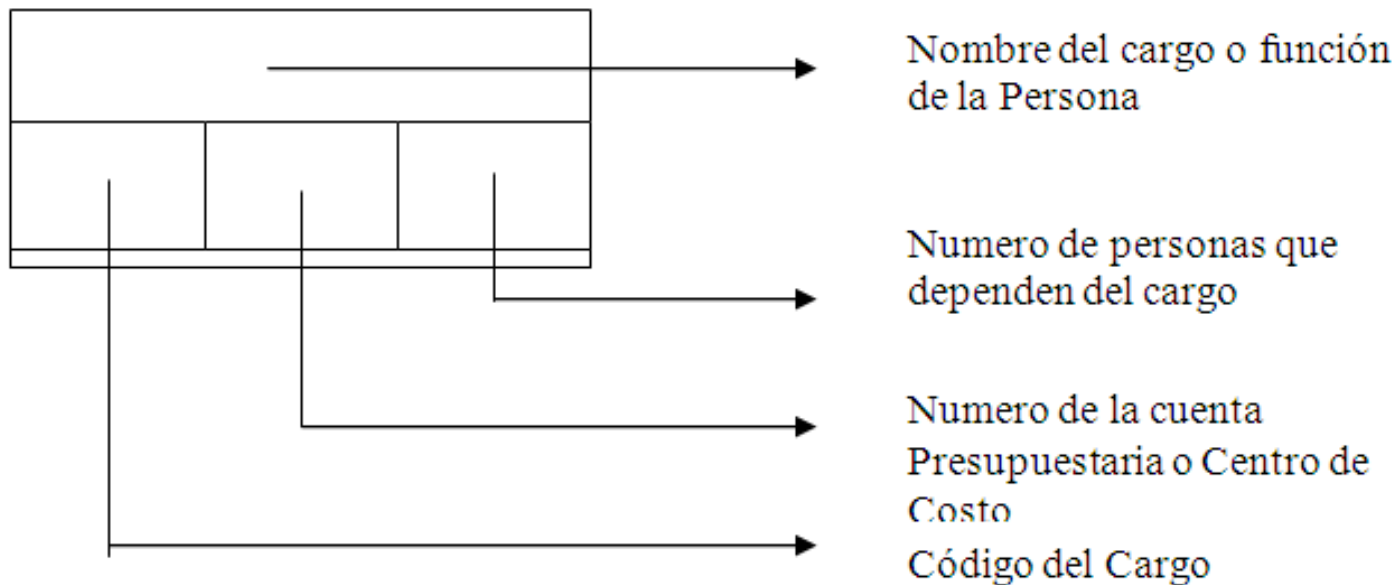 Nombre del cargo o función
de la Persona
Numero de personas que
dependen del cargo
Numero de la cuenta
Presupuestaria o Centro de
Costo
Código del Cargo